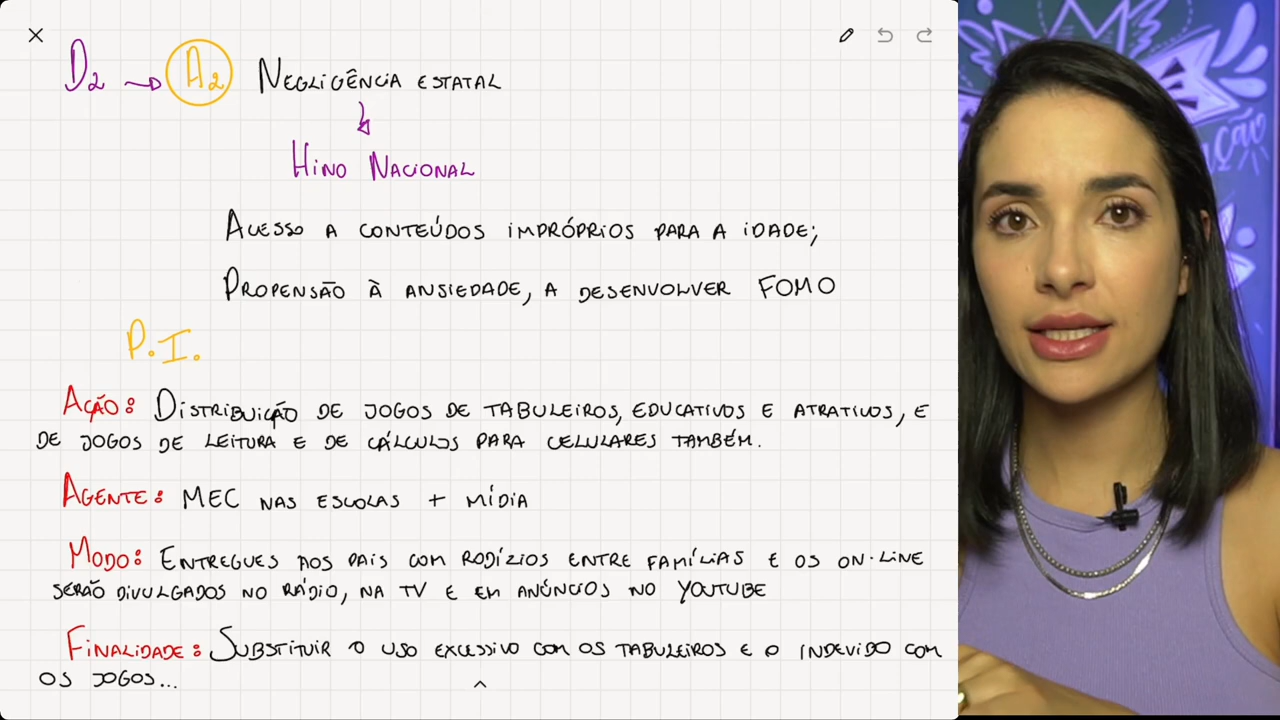 D2 → A2 Negligência estatal
Hino Nacional
Acesso a conteúdos impróprios para a idade;
Propensão à ansiedade, a desenvolver FOMO
P.I.
Ação: Distribuição de jogos de tabuleiros, educativos e atrativos, e
de jogos de leitura e de cálculos para celulares também.
Agente: MEC nas escolas + mídia
Modo: Entregues aos pais com rodízios entre famílias e os on-line
serão divulgados no rádio, na TV e em anúncios no YouTube
Finalidade: Substituir o uso excessivo com os tabuleiros e o indevido com
os jogos...